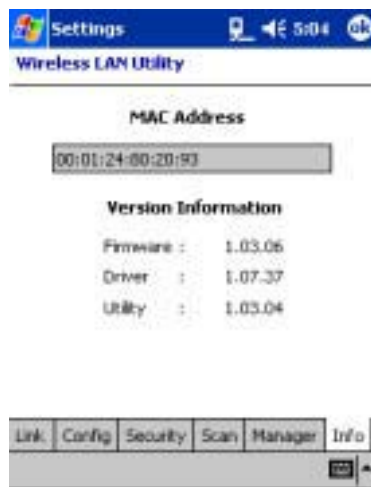 Settings 5:04 ok
Wireless LAN Utility
MAC Address
00:01:24:80:20:93
Version Information
Firmware : 1.03.06
Driver : 1.07.37
Utility : 1.03.04
Link Config Security Scan Manager Info